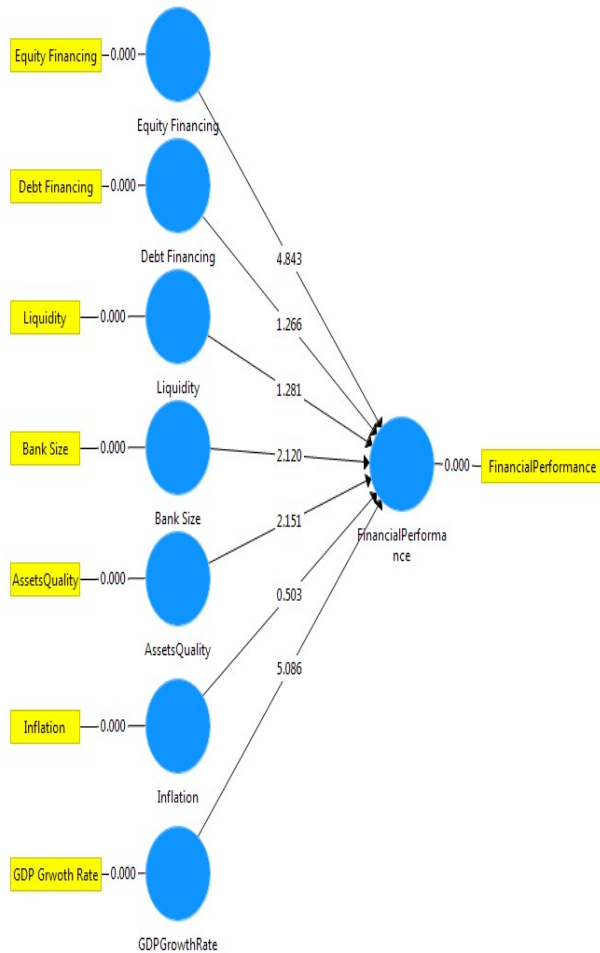 Equity Financing
0.000
Equity Financing
Debt Financing
0.000
4.843
Debt Financing
Liquidity
0.000
1.266
Liquidity
1.281
Bank Size
0.000
2.120
0.000
FinancialPerformance
Bank Size
2.151
FinancialPerforma
nce
AssetsQuality
0.000
0.503
AssetsQuality
5.086
Inflation
0.000
Inflation
GDP Grwoth Rate
0.000
GDPGrowthRate